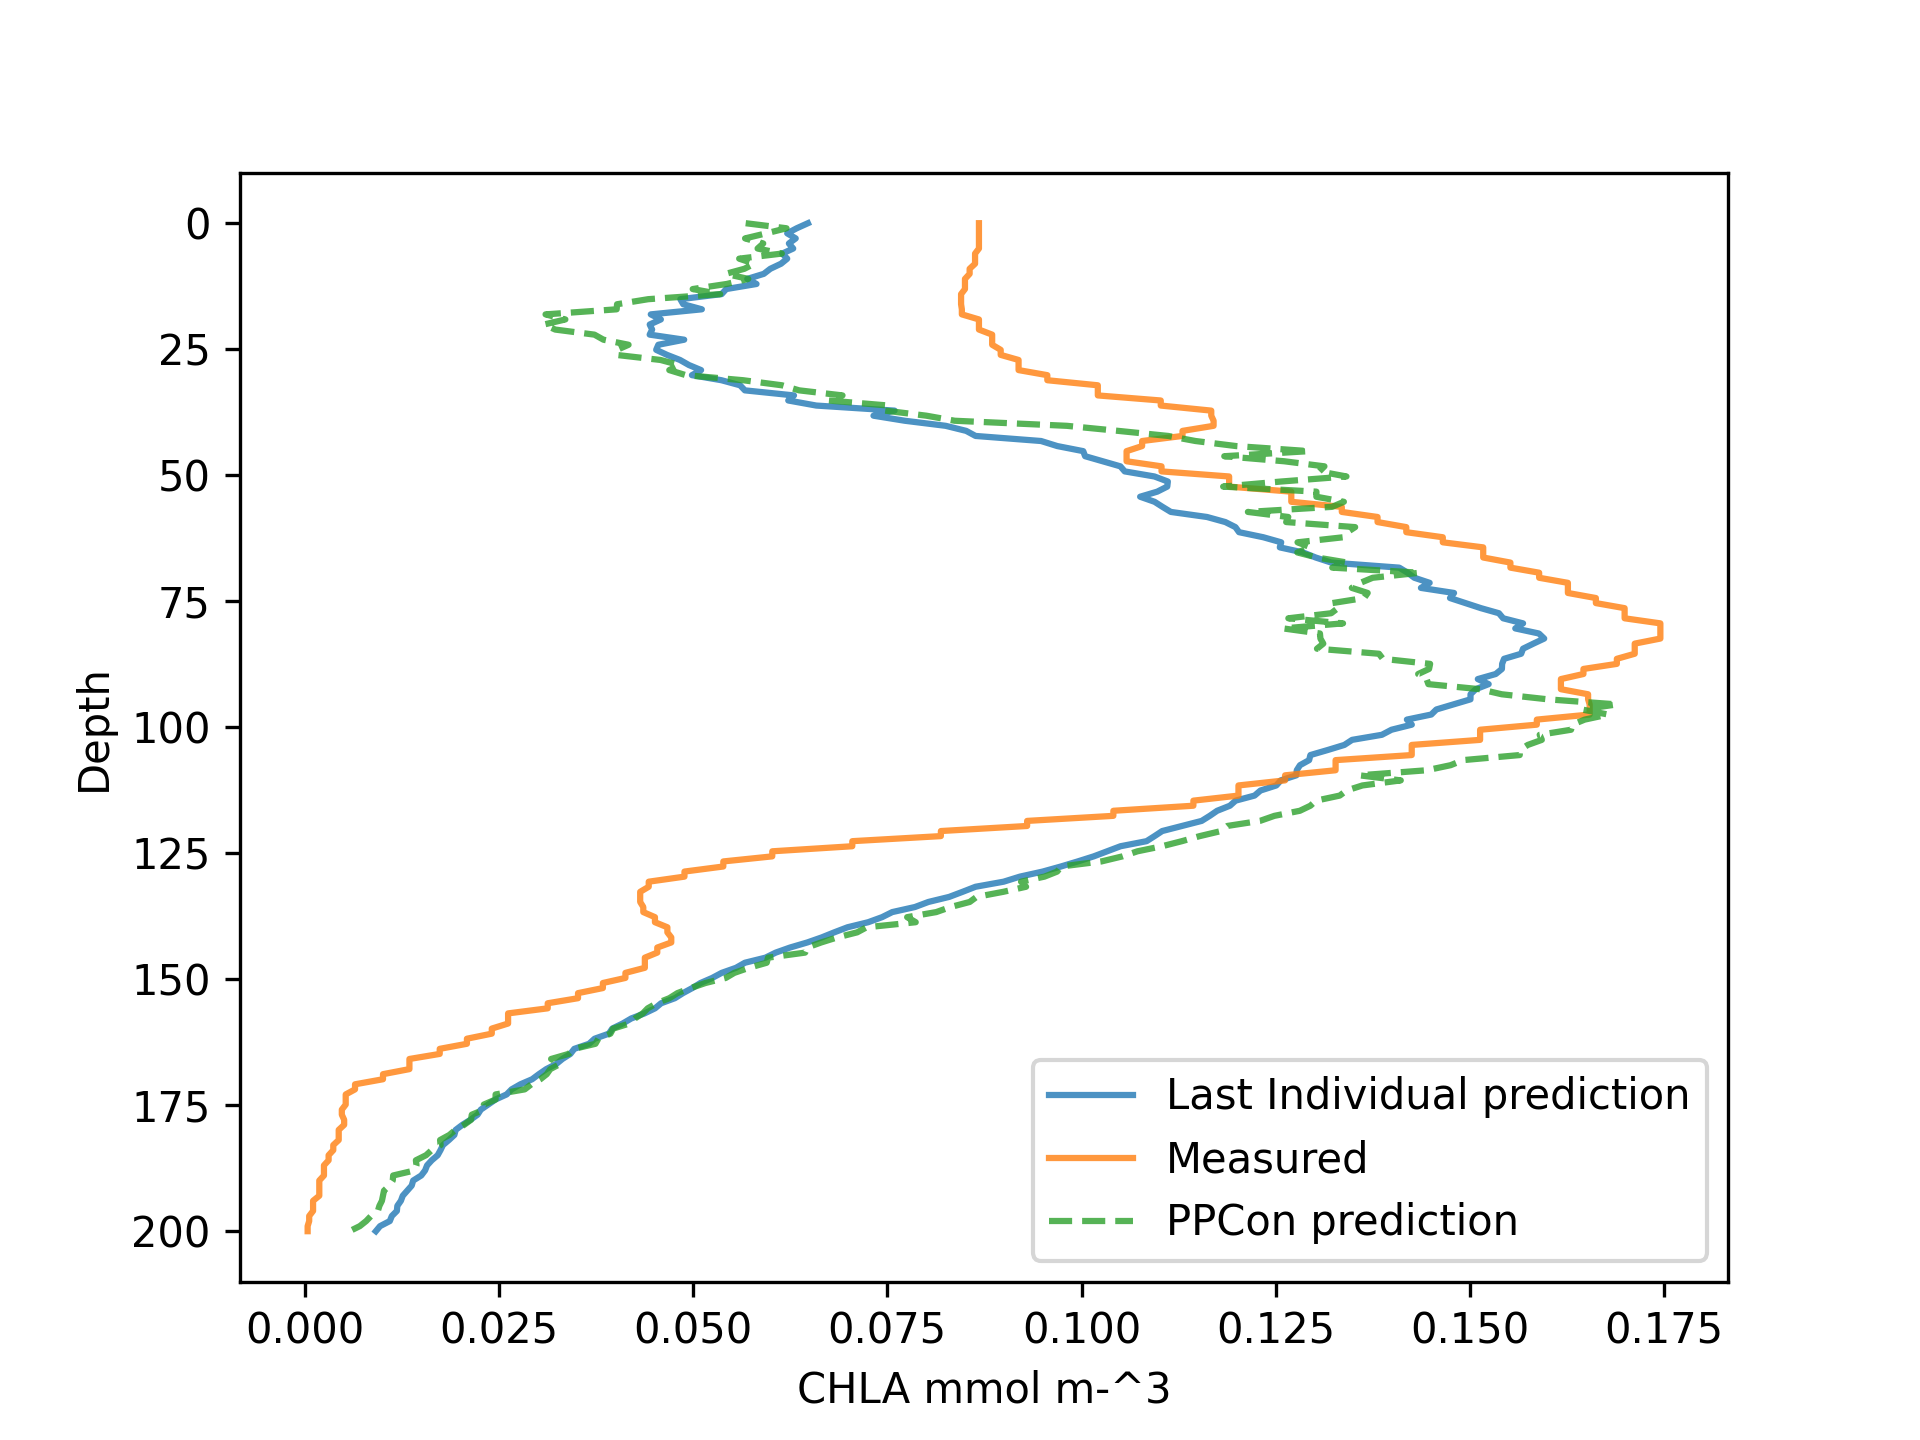 0
25
50
75
100
125
150
175
200
Depth
0.000 0.025 0.050 0.075 0.100 0.125 0.150 0.175
CHLA mmol m-^3
Last Individual prediction
Measured
PPCon prediction